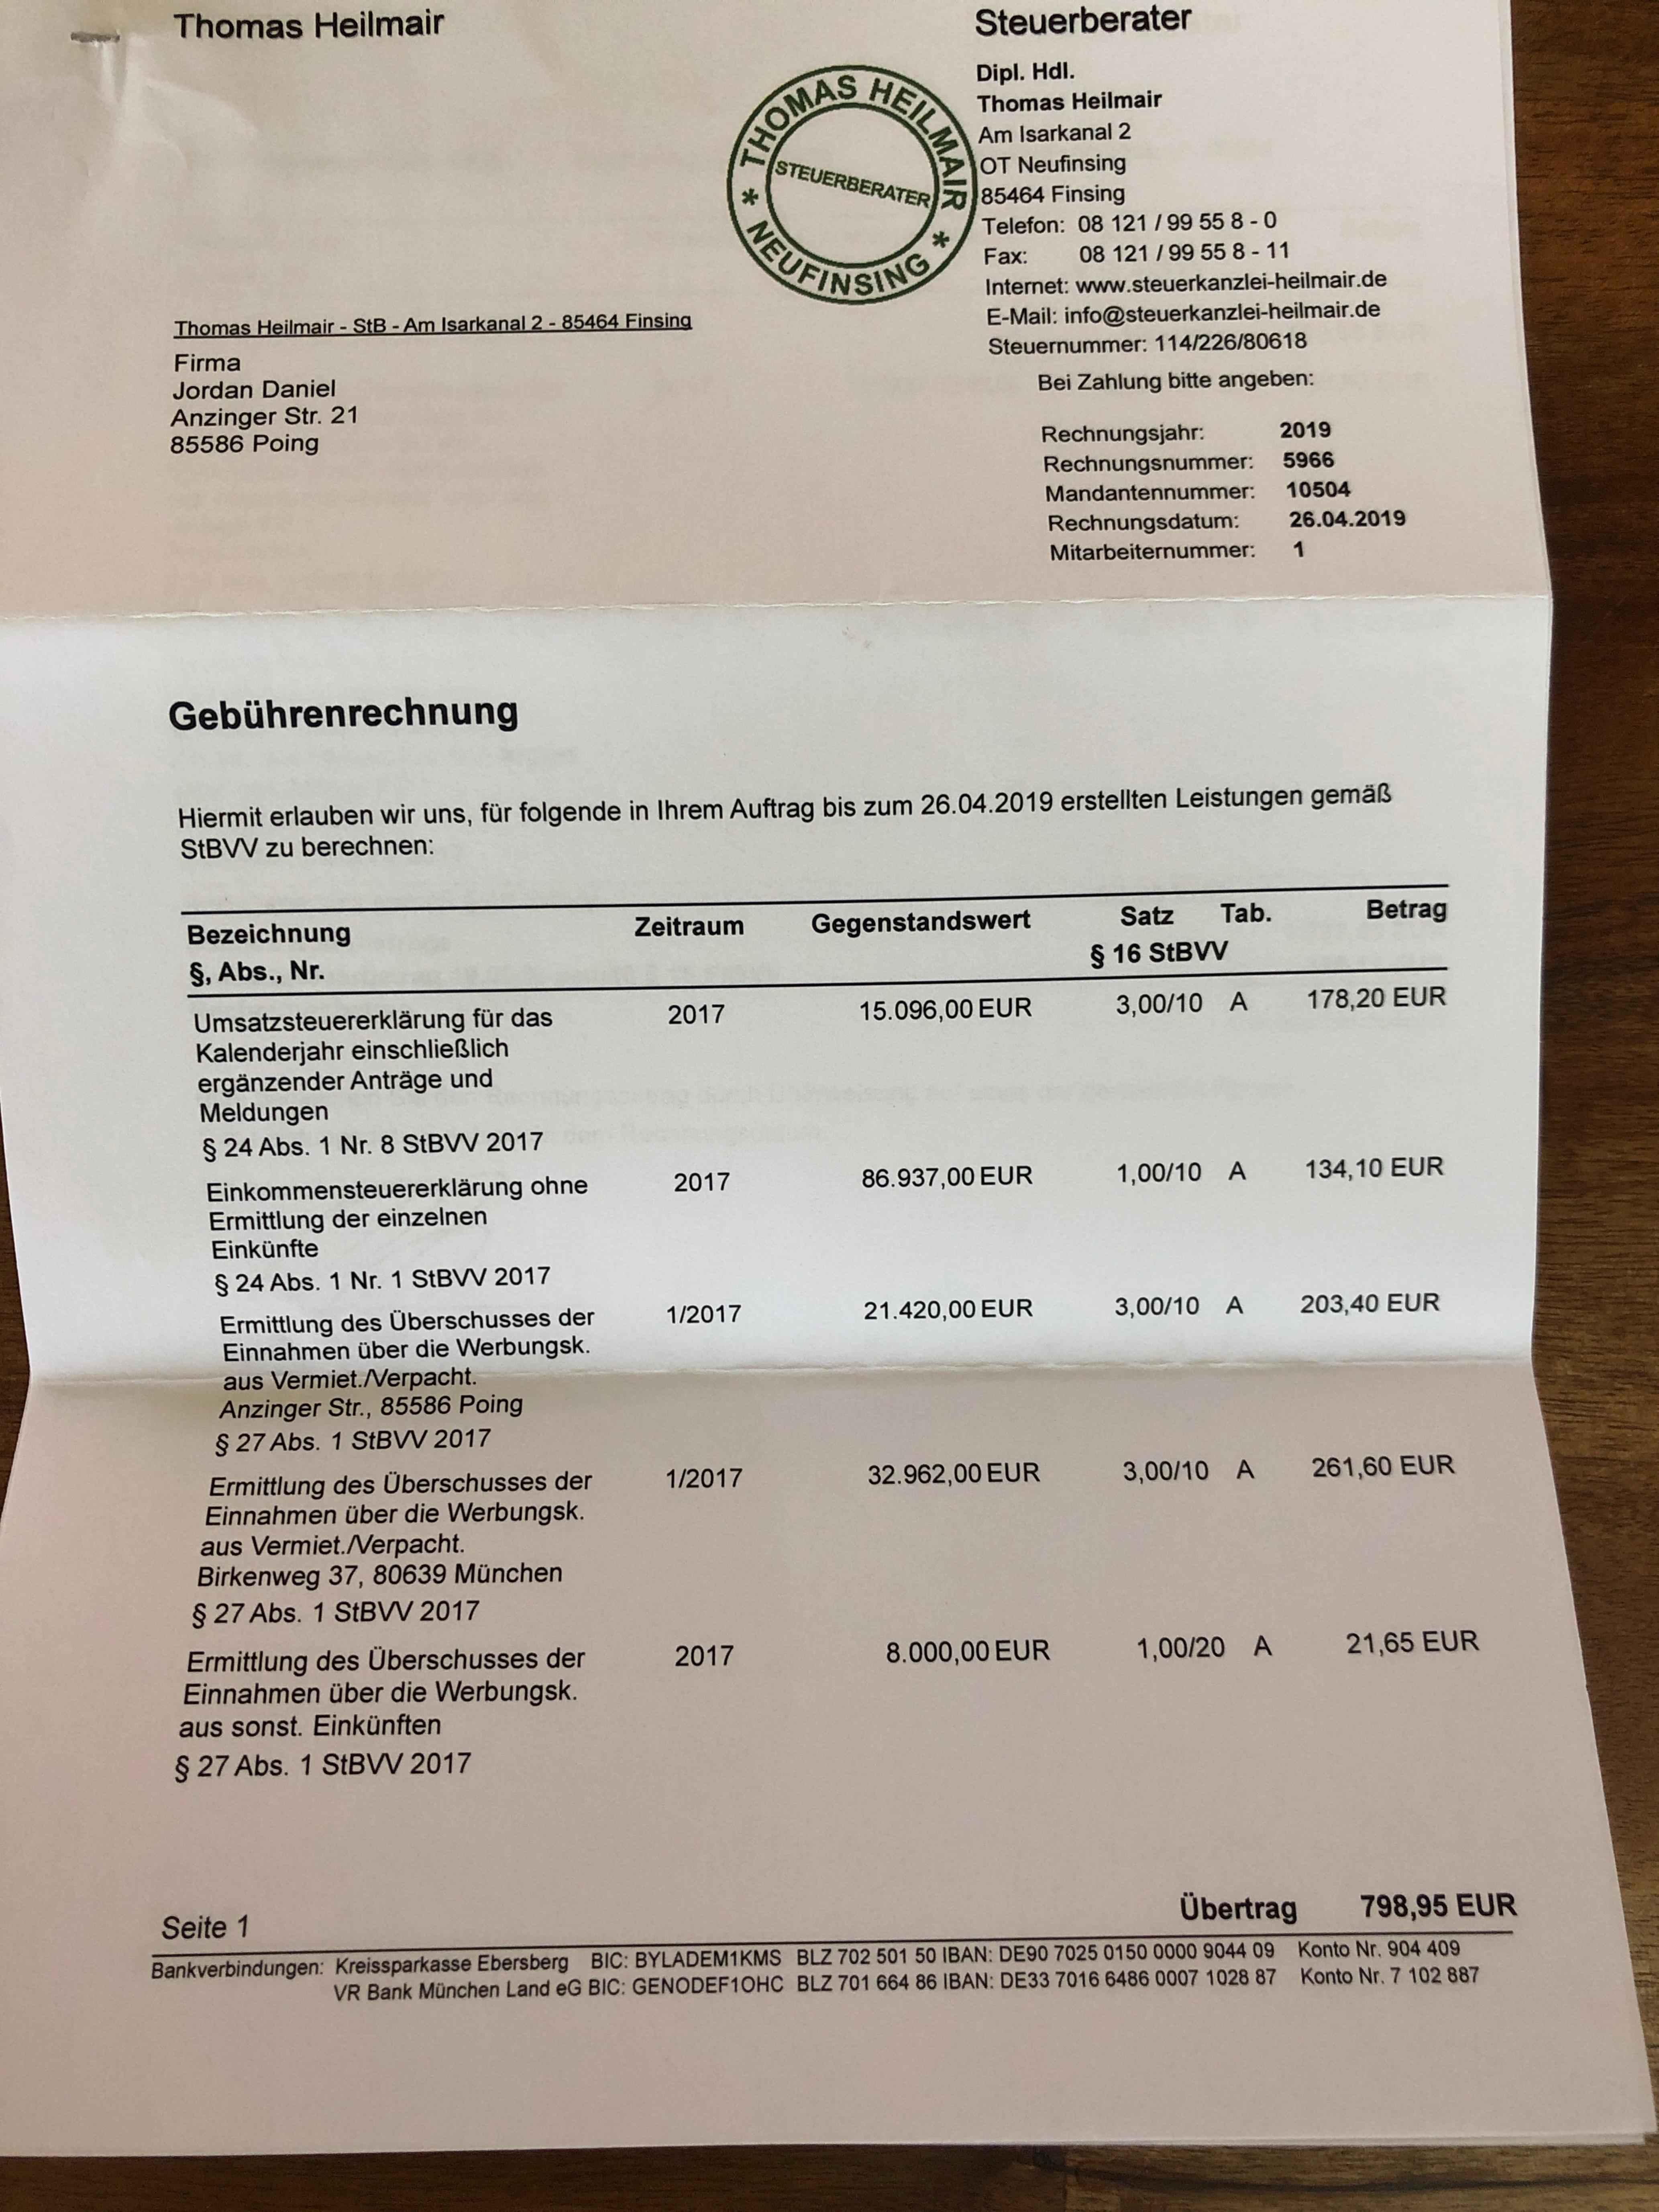 Thomas Heilmair
Steuerberater
Dipl. Hdl.
Thomas Heilmair
Am Isarkanal 2
OT Neufinsing
85464 Finsing
Telefon: 08 121 / 99 55 8 - 0
Fax: 08 121 / 99 55 8 - 11
Internet: www.steuerkanzlei-heilmair.de
E-Mail: info@steuerkanzlei-heilmair.de
Steuernummer: 114/226/80618
THOMAS HEILMAIR
STEUERBERATER
* NEUFINSING *
Thomas Heilmair - StB - Am Isarkanal 2 - 85464 Finsing
Firma
Jordan Daniel
Anzinger Str. 21
85586 Poing
Bei Zahlung bitte angeben:
Rechnungsjahr: 2019
Rechnungsnummer: 5966
Mandantennummer: 10504
Rechnungsdatum: 26.04.2019
Mitarbeiternummer: 1
Gebührenrechnung
Hiermit erlauben wir uns, für folgende in Ihrem Auftrag bis zum 26.04.2019 erstellten Leistungen gemäß
StBVV zu berechnen:
Bezeichnung Zeitraum Gegenstandswert Satz Tab. Betrag
§, Abs., Nr. § 16 StBVV
Umsatzsteuererklärung für das 2017 15.096,00 EUR 3,00/10 A 178,20 EUR
Kalenderjahr einschließlich
ergänzender Anträge und
Meldungen
§ 24 Abs. 1 Nr. 8 StBVV 2017
Einkommensteuererklärung ohne 2017 86.937,00 EUR 1,00/10 A 134,10 EUR
Ermittlung der einzelnen
Einkünfte
§ 24 Abs. 1 Nr. 1 StBVV 2017
Ermittlung des Überschusses der 1/2017 21.420,00 EUR 3,00/10 A 203,40 EUR
Einnahmen über die Werbungsk.
aus Vermiet./Verpacht.
Anzinger Str., 85586 Poing
§ 27 Abs. 1 StBVV 2017
Ermittlung des Überschusses der 1/2017 32.962,00 EUR 3,00/10 A 261,60 EUR
Einnahmen über die Werbungsk.
aus Vermiet./Verpacht.
Birkenweg 37, 80639 München
§ 27 Abs. 1 StBVV 2017
Ermittlung des Überschusses der 2017 8.000,00 EUR 1,00/20 A 21,65 EUR
Einnahmen über die Werbungsk.
aus sonst. Einkünften
§ 27 Abs. 1 StBVV 2017
Übertrag 798,95 EUR
Seite 1
Bankverbindungen: Kreissparkasse Ebersberg BIC: BYLADEM1KMS BLZ 702 501 50 IBAN: DE90 7025 0150 0000 9044 09 Konto Nr. 904 409
VR Bank München Land eG BIC: GENODEF1OHC BLZ 701 664 86 IBAN: DE33 7016 6486 0007 1028 87 Konto Nr. 7 102 887